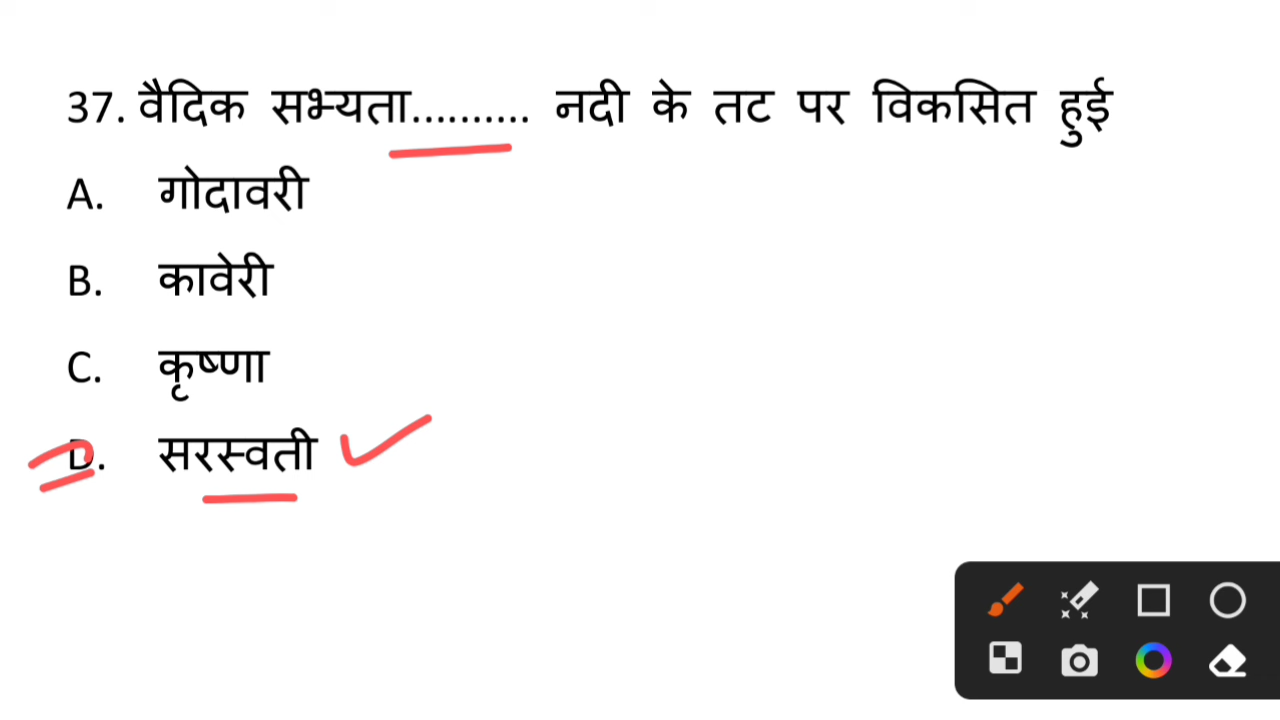 37. वैदिक सभ्यता.......... नदी के तट पर विकसित हुई
A. गोदावरी
B. कावेरी
C. कृष्णा
D. सरस्वती